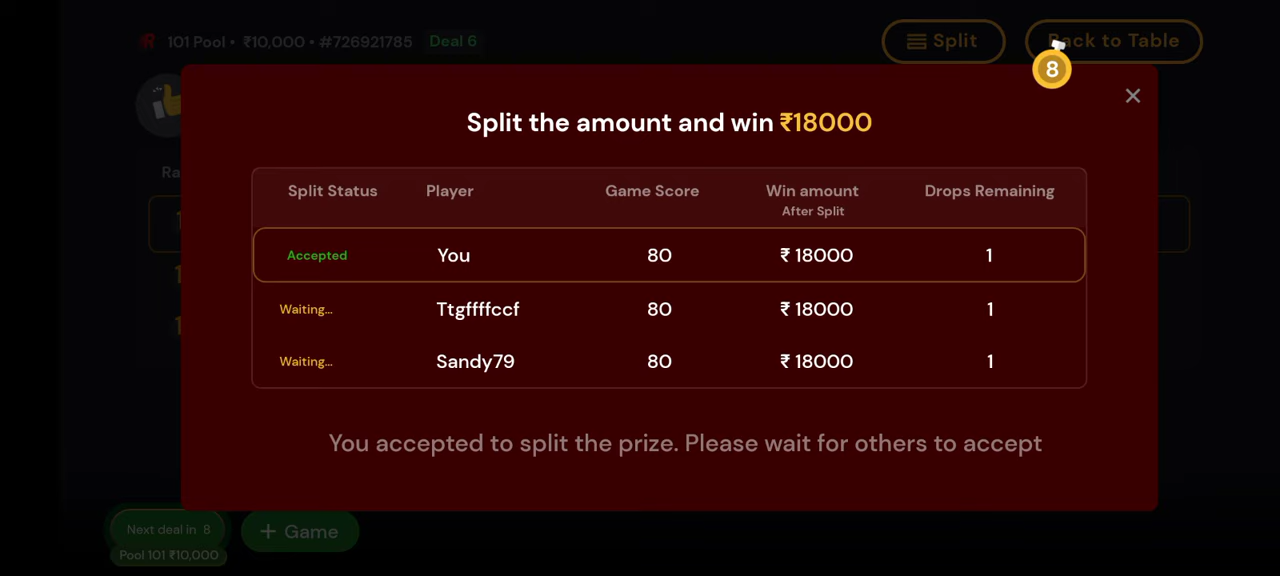 101 Pool • ₹10,000 • #726921785 Deal 6
Split
Back to Table
8
Split the amount and win ₹18000
Ra
Split Status Player Game Score Win amount Drops Remaining
After Split
Accepted You 80 ₹ 18000 1
Waiting... Ttgffffccf 80 ₹ 18000 1
Waiting... Sandy79 80 ₹ 18000 1
You accepted to split the prize. Please wait for others to accept
Next deal in 8
+ Game
Pool 101 ₹10,000